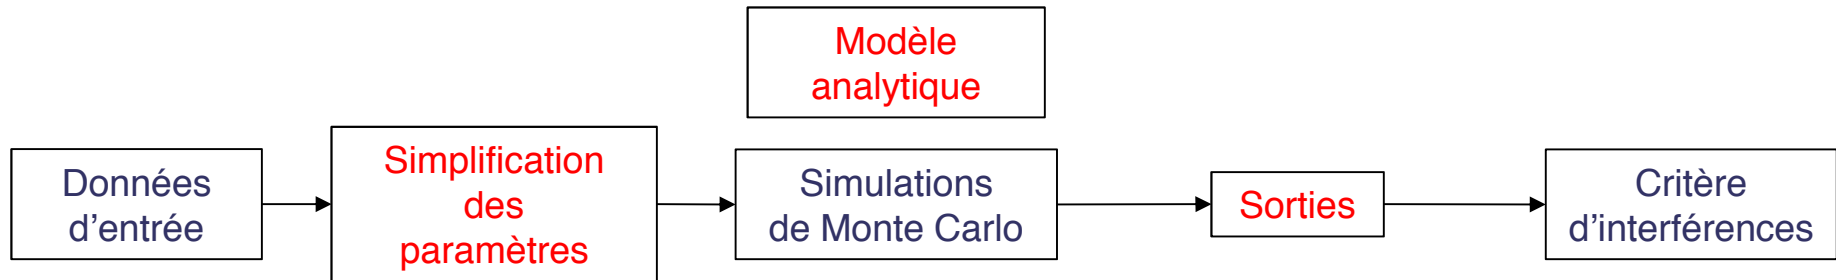 Modèle
analytique
Données
d’entrée
Simplification
des
paramètres
Simulations
de Monte Carlo
Sorties
Critère
d’interférences